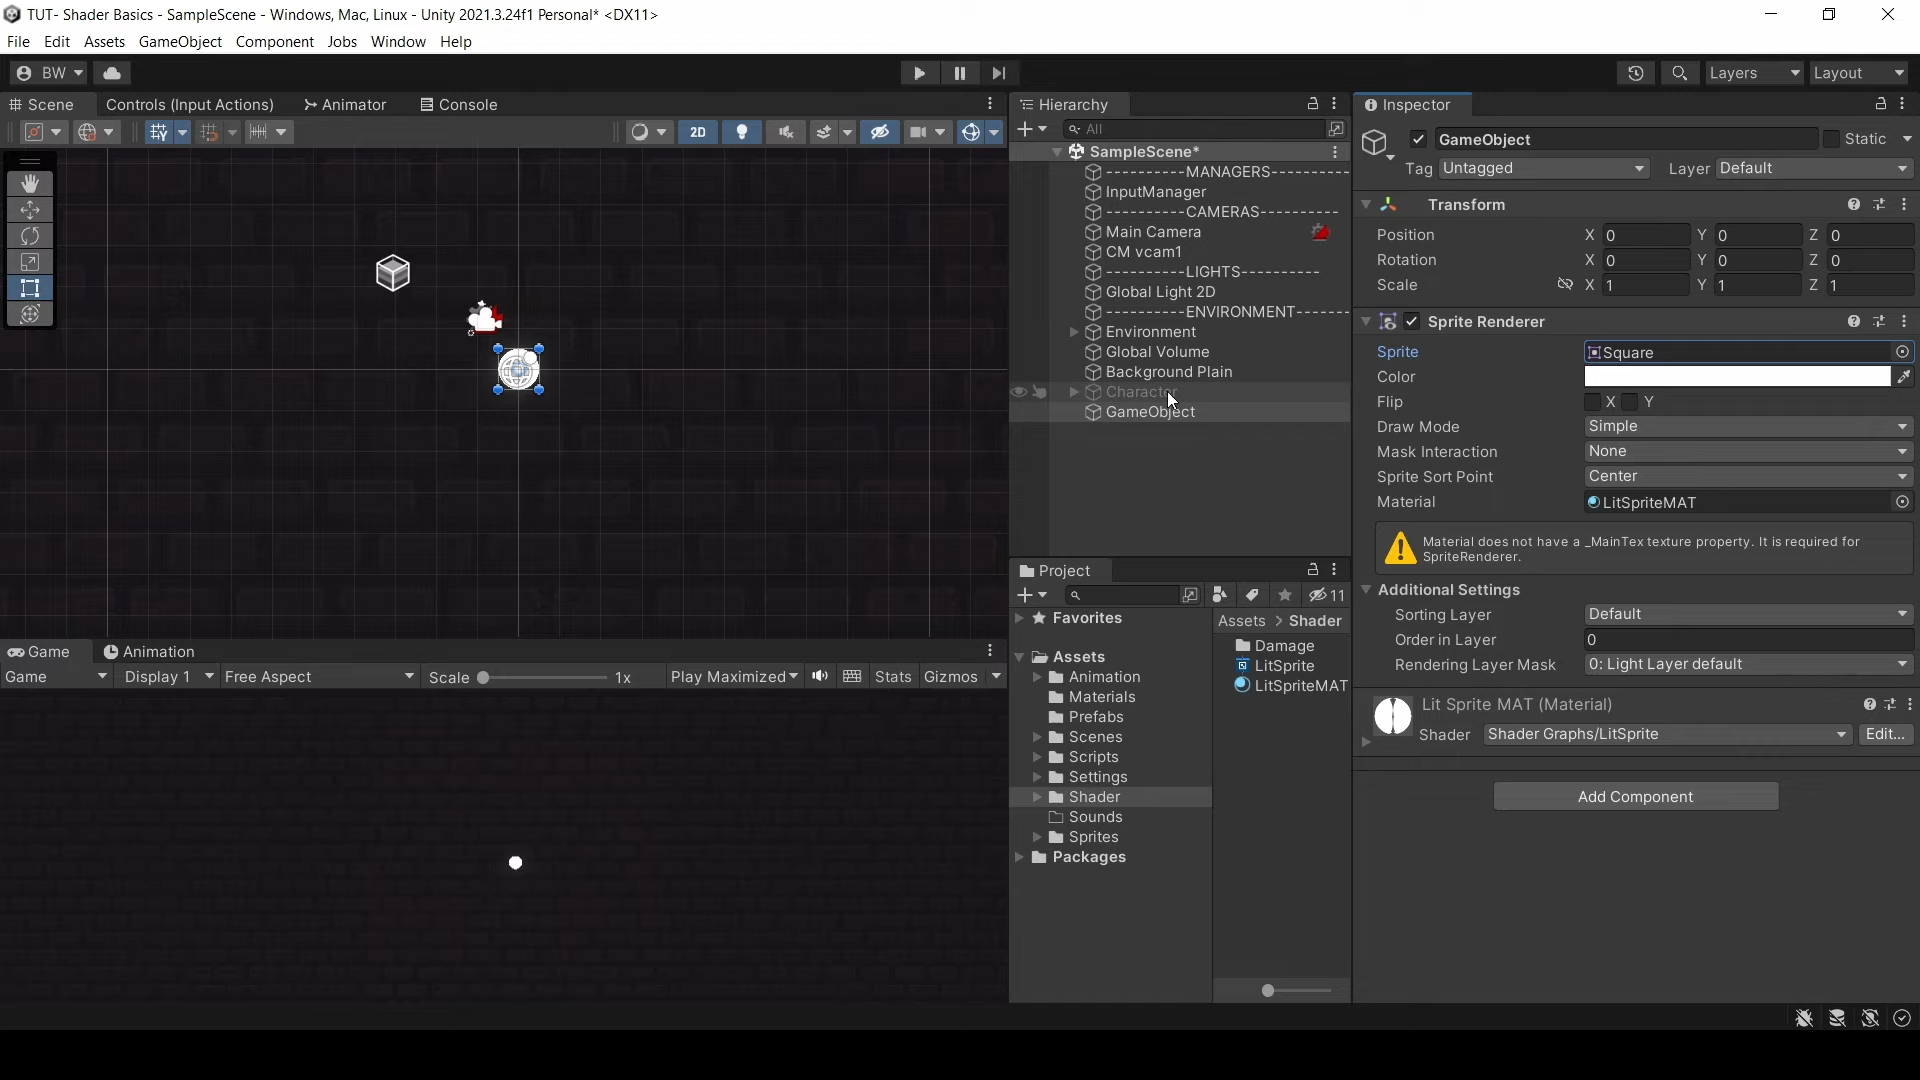 TUT- Shader Basics - SampleScene - Windows, Mac, Linux - Unity 2021.3.24f1 Personal* <DX11>
File Edit Assets GameObject Component Jobs Window Help
BW Layers Layout
Scene Controls (Input Actions) Animator Console
2D
Hierarchy
All
SampleScene*
----------MANAGERS----------
InputManager
----------CAMERAS----------
Main Camera
CM vcam1
----------LIGHTS----------
Global Light 2D
----------ENVIRONMENT-------
Environment
Global Volume
Background Plain
Character
GameObject
Inspector
GameObject Static
Tag Untagged Layer Default
Transform
Position X 0 Y 0 Z 0
Rotation X 0 Y 0 Z 0
Scale X 1 Y 1 Z 1
Sprite Renderer
Sprite Square
Color
Flip X Y
Draw Mode Simple
Mask Interaction None
Sprite Sort Point Center
Material LitSpriteMAT
Material does not have a _MainTex texture property. It is required for
SpriteRenderer.
Additional Settings
Sorting Layer Default
Order in Layer 0
Rendering Layer Mask 0: Light Layer default
Lit Sprite MAT (Material)
Shader Shader Graphs/LitSprite Edit...
Add Component
Project
11
Favorites
Assets
Animation
Materials
Prefabs
Scenes
Scripts
Settings
Shader
Sounds
Sprites
Packages
Assets > Shader
Damage
LitSprite
LitSpriteMAT
Game Animation
Game Display 1 Free Aspect Scale 1x Play Maximized Stats Gizmos